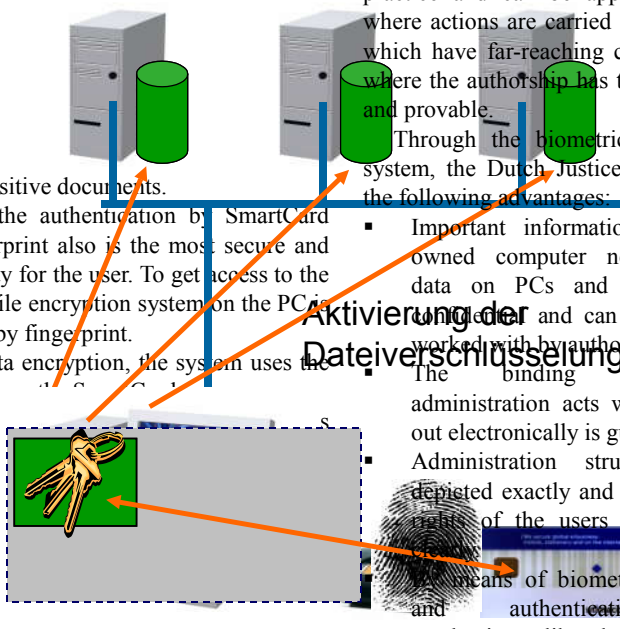 sitive documents.
the authentication by SmartCard
rprint also is the most secure and
y for the user. To get access to the
ile encryption system on the PC is
by fingerprint.
ta encryption, the system uses the
s
where actions are carried
which have far-reaching c
where the authorship has t
and provable.
Through the biometric
system, the Dutch Justice
the following advantages:
▪ Important informatio
owned computer ne
data on PCs and
confidential and can
worked with by autho
▪ The binding
administration acts w
out electronically is gu
▪ Administration stru
depicted exactly and
rights of the users
▪ means of biomet
and authenticati
Aktivierung der
Dateiverschlüsselung